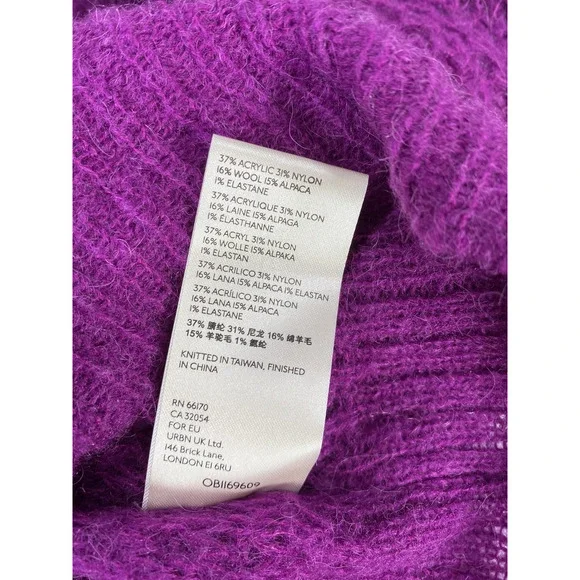 37% ACRYLIC 31% NYLON
16% WOOL 15% ALPACA
1% ELASTANE
37% ACRYLIQUE 31% NYLON
16% LAINE 15% ALPAGA
1% ÉLASTHANNE
37% ACRYL 31% NYLON
16% WOLLE 15% ALPAKA
1% ELASTAN
37% ACRILICO 31% NYLON
16% LANA 15% ALPACA 1% ELASTAN
37% ACRÍLICO 31% NYLON
16% LANA 15% ALPACA
1% ELASTANE
37% 腈纶 31% 尼龙 16% 绵羊毛
15% 羊驼毛 1% 氨纶
KNITTED IN TAIWAN, FINISHED
IN CHINA
RN 66170
CA 32054
FOR EU
URBN UK Ltd.
146 Brick Lane,
LONDON E1 6RU
OB1169609